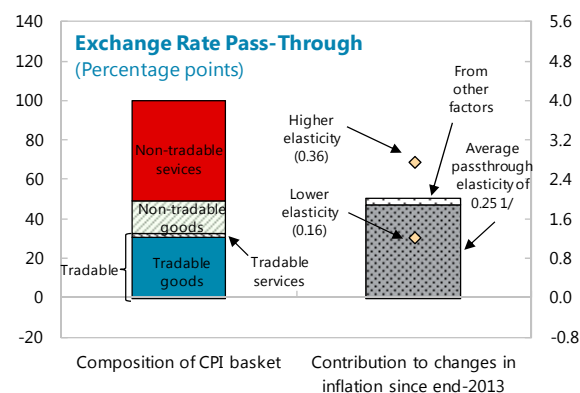 Exchange Rate Pass-Through
(Percentage points)
140
120
100
80
60
40
20
0
-20
5.6
4.8
4.0
3.2
2.4
1.6
0.8
0.0
-0.8
Non-tradable
sevices
Non-tradable
goods
Tradable
Tradable
goods
Tradable
services
Higher
elasticity
(0.36)
Lower
elasticity
(0.16)
From
other
factors
Average
passthrough
elasticity of
0.25 1/
Composition of CPI basket
Contribution to changes in
inflation since end-2013